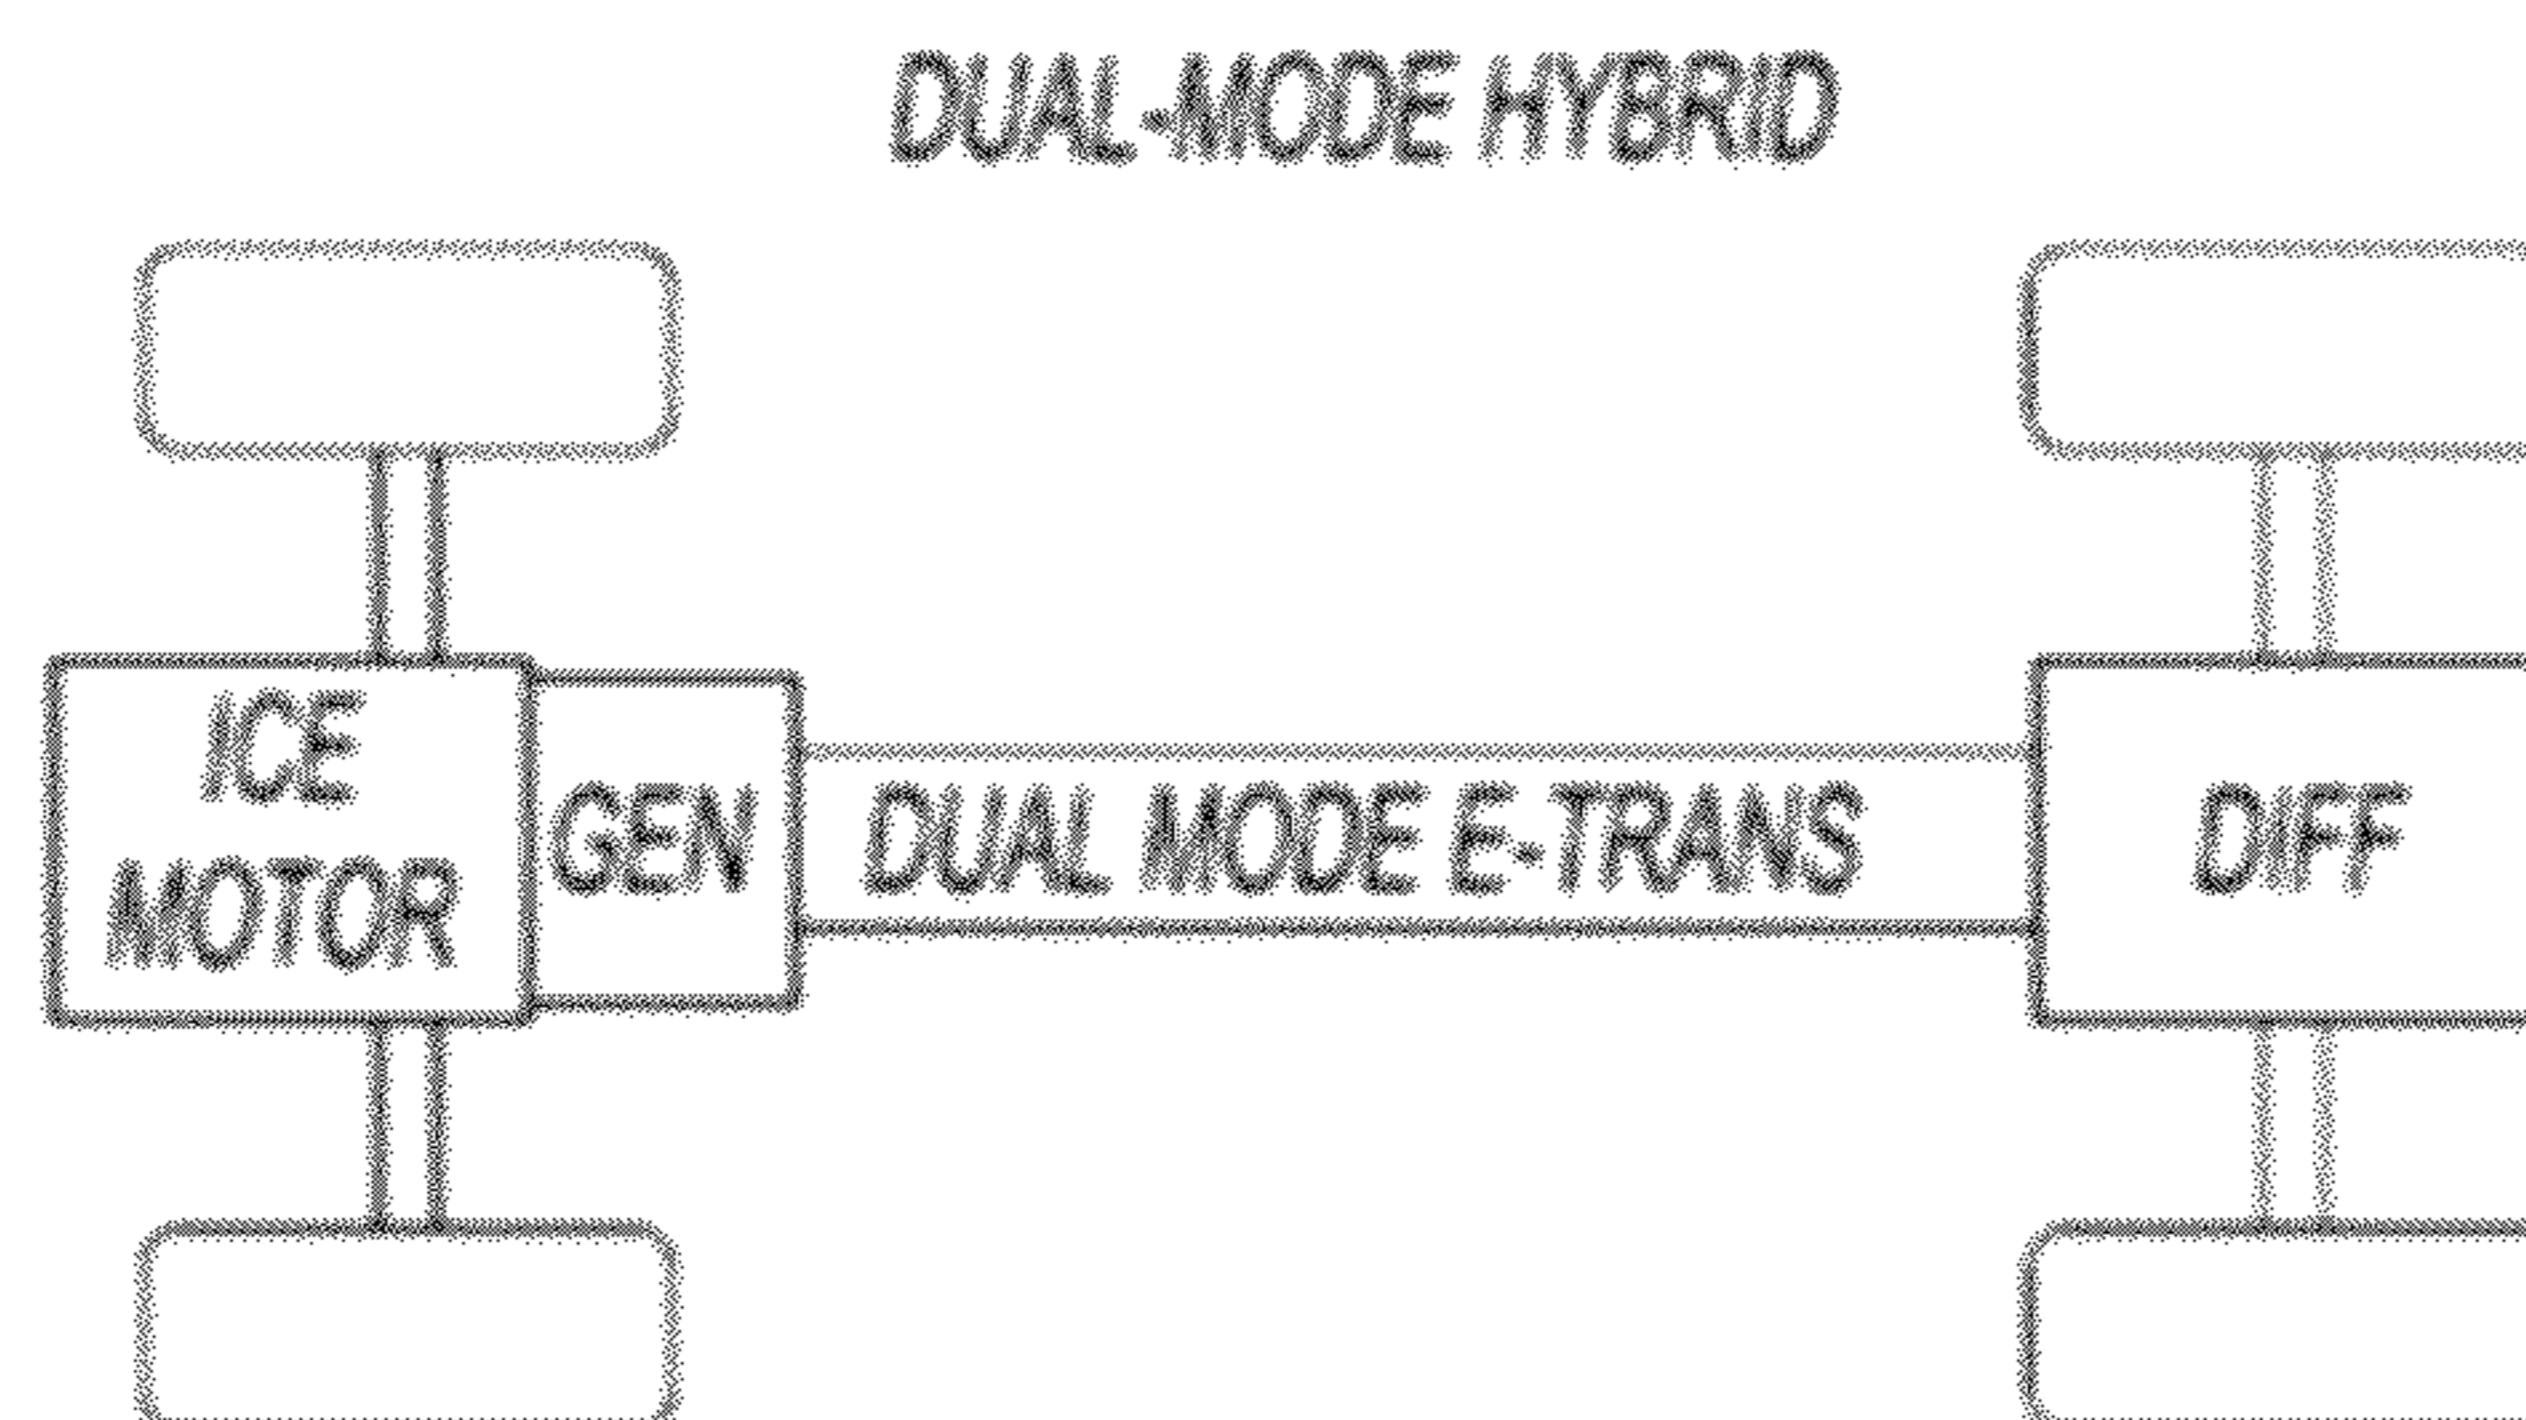 DUAL-MODE HYBRID
ICE
MOTOR
GEN
DUAL MODE E-TRANS
DIFF